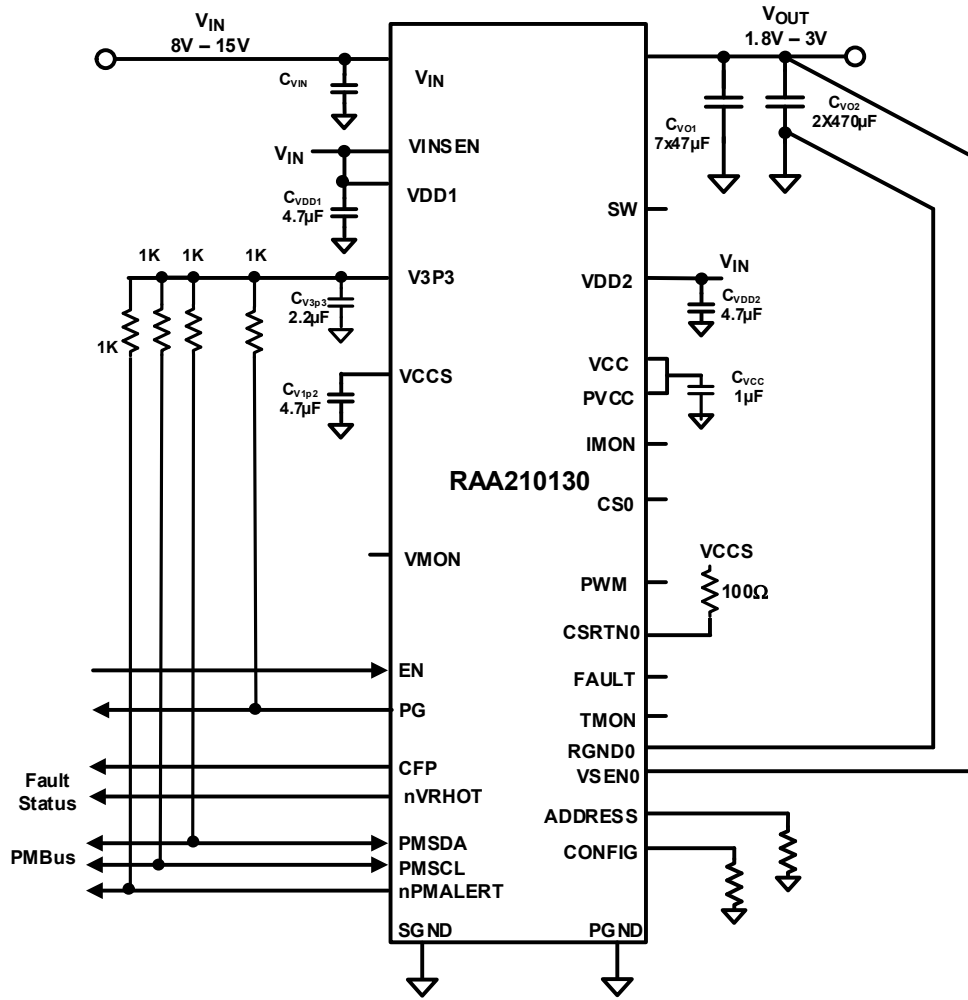 VIN
8V – 15V
VOUT
1.8V – 3V
CVIN
VIN
CVO1
7x47µF
CVO2
2X470µF
VIN
VINSEN
CVDD1
4.7µF
VDD1
SW
1K 1K 1K
V3P3
VDD2
VIN
CV3p3
2.2µF
CVDD2
4.7µF
1K
VCCS
CV1p2
4.7µF
VCC
PVCC
CVCC
1µF
IMON
RAA210130
CS0
VMON
VCCS
PWM
100Ω
CSRTN0
EN
FAULT
PG
TMON
RGND0
CFP
VSEN0
Fault
Status
nVRHOT
ADDRESS
PMBus
PMSDA
CONFIG
PMSCL
nPMALERT
SGND
PGND